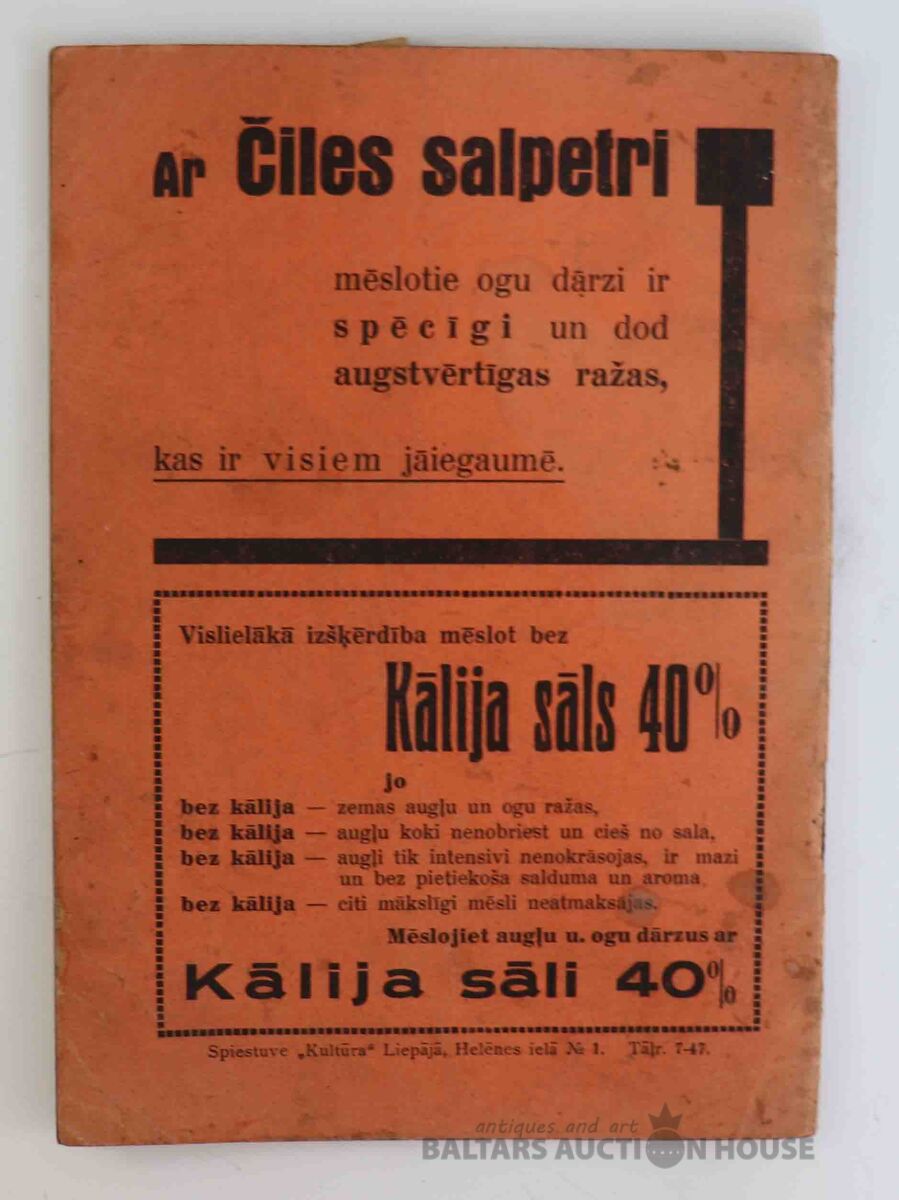 Ar Čiles salpetri
mēslotie ogu dārzi ir
spēcīgi un dod
augstvērtīgas ražas,
kas ir visiem jāiegaumē.
Vislielākā izšķērdība mēslot bez
Kālija sāls 40%
jo
bez kālija — zemas augļu un ogu ražas,
bez kālija — augļu koki nenobriest un cieš no sala,
bez kālija — augļi tik intensivi nenokrāsojas, ir mazi
un bez pietiekoša salduma un aroma,
bez kālija — citi mākslīgi mēsli neatmaksājas.
Mēslojiet augļu u. ogu dārzus ar
Kālija sāli 40%
Spiestuve „Kultūra“ Liepājā, Helēnes ielā № 1. Tāļr. 7-47.
antiques and art
BALTARS AUCTION HOUSE